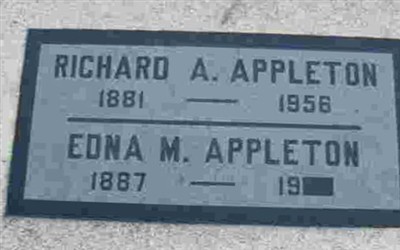 RICHARD A. APPLETON
1881 — 1956
EDNA M. APPLETON
1887 — 19